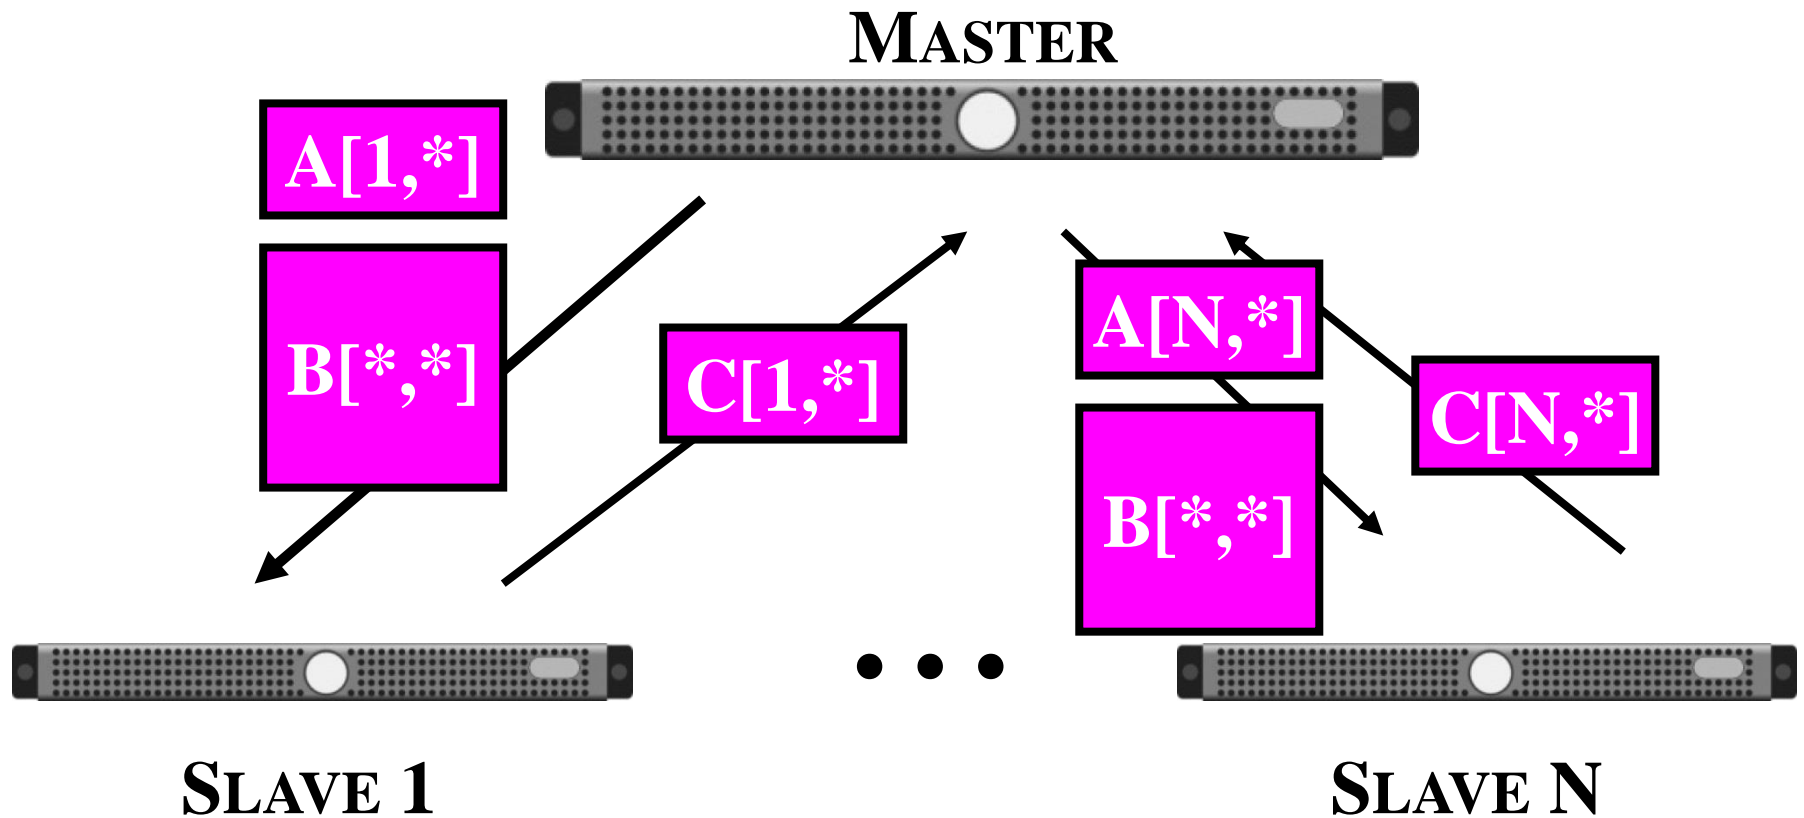 MASTER
A[1,*]
B[*,*]
C[1,*]
A[N,*]
B[*,*]
C[N,*]
• • •
SLAVE 1
SLAVE N